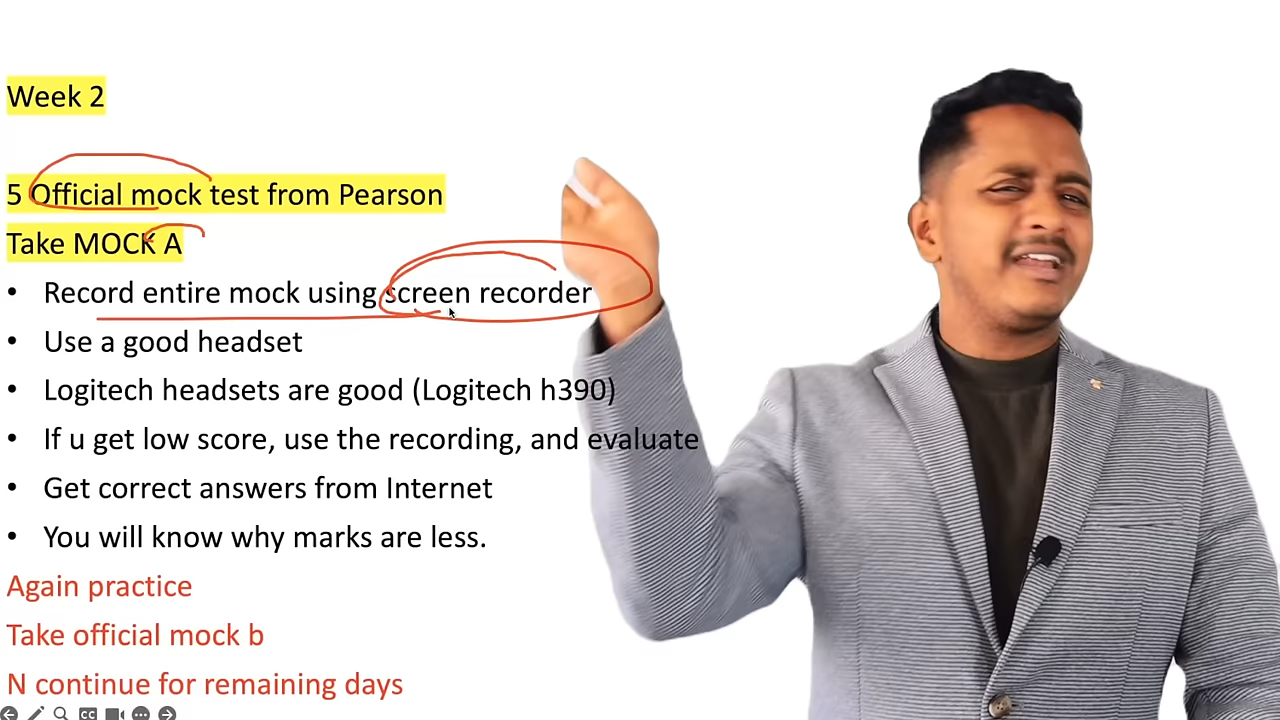 Week 2
5 Official mock test from Pearson
Take MOCK A
• Record entire mock using screen recorder
• Use a good headset
• Logitech headsets are good (Logitech h390)
• If u get low score, use the recording, and evaluate
• Get correct answers from Internet
• You will know why marks are less.
Again practice
Take official mock b
N continue for remaining days
CC